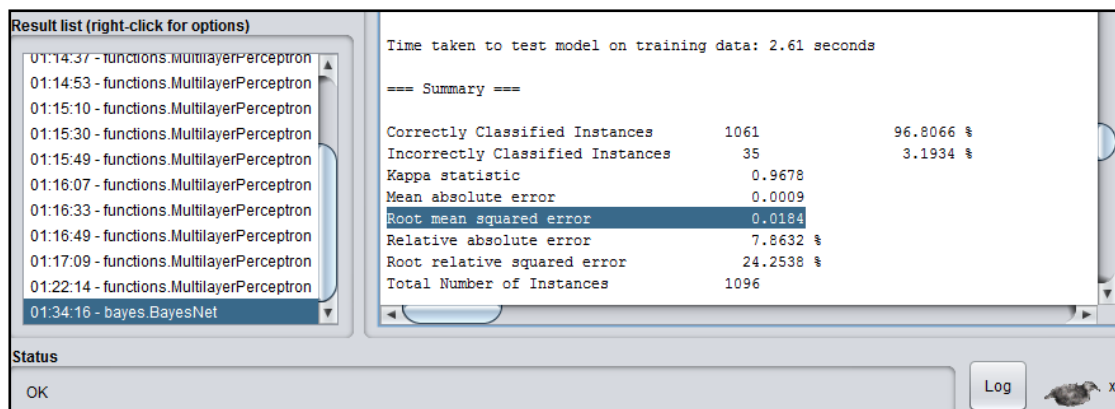 Result list (right-click for options)
01:14:37 - functions.MultilayerPerceptron
01:14:53 - functions.MultilayerPerceptron
01:15:10 - functions.MultilayerPerceptron
01:15:30 - functions.MultilayerPerceptron
01:15:49 - functions.MultilayerPerceptron
01:16:07 - functions.MultilayerPerceptron
01:16:33 - functions.MultilayerPerceptron
01:16:49 - functions.MultilayerPerceptron
01:17:09 - functions.MultilayerPerceptron
01:22:14 - functions.MultilayerPerceptron
01:34:16 - bayes.BayesNet
Time taken to test model on training data: 2.61 seconds
=== Summary ===
Correctly Classified Instances 1061 96.8066 %
Incorrectly Classified Instances 35 3.1934 %
Kappa statistic 0.9678
Mean absolute error 0.0009
Root mean squared error 0.0184
Relative absolute error 7.8632 %
Root relative squared error 24.2538 %
Total Number of Instances 1096
Status
OK
Log
x